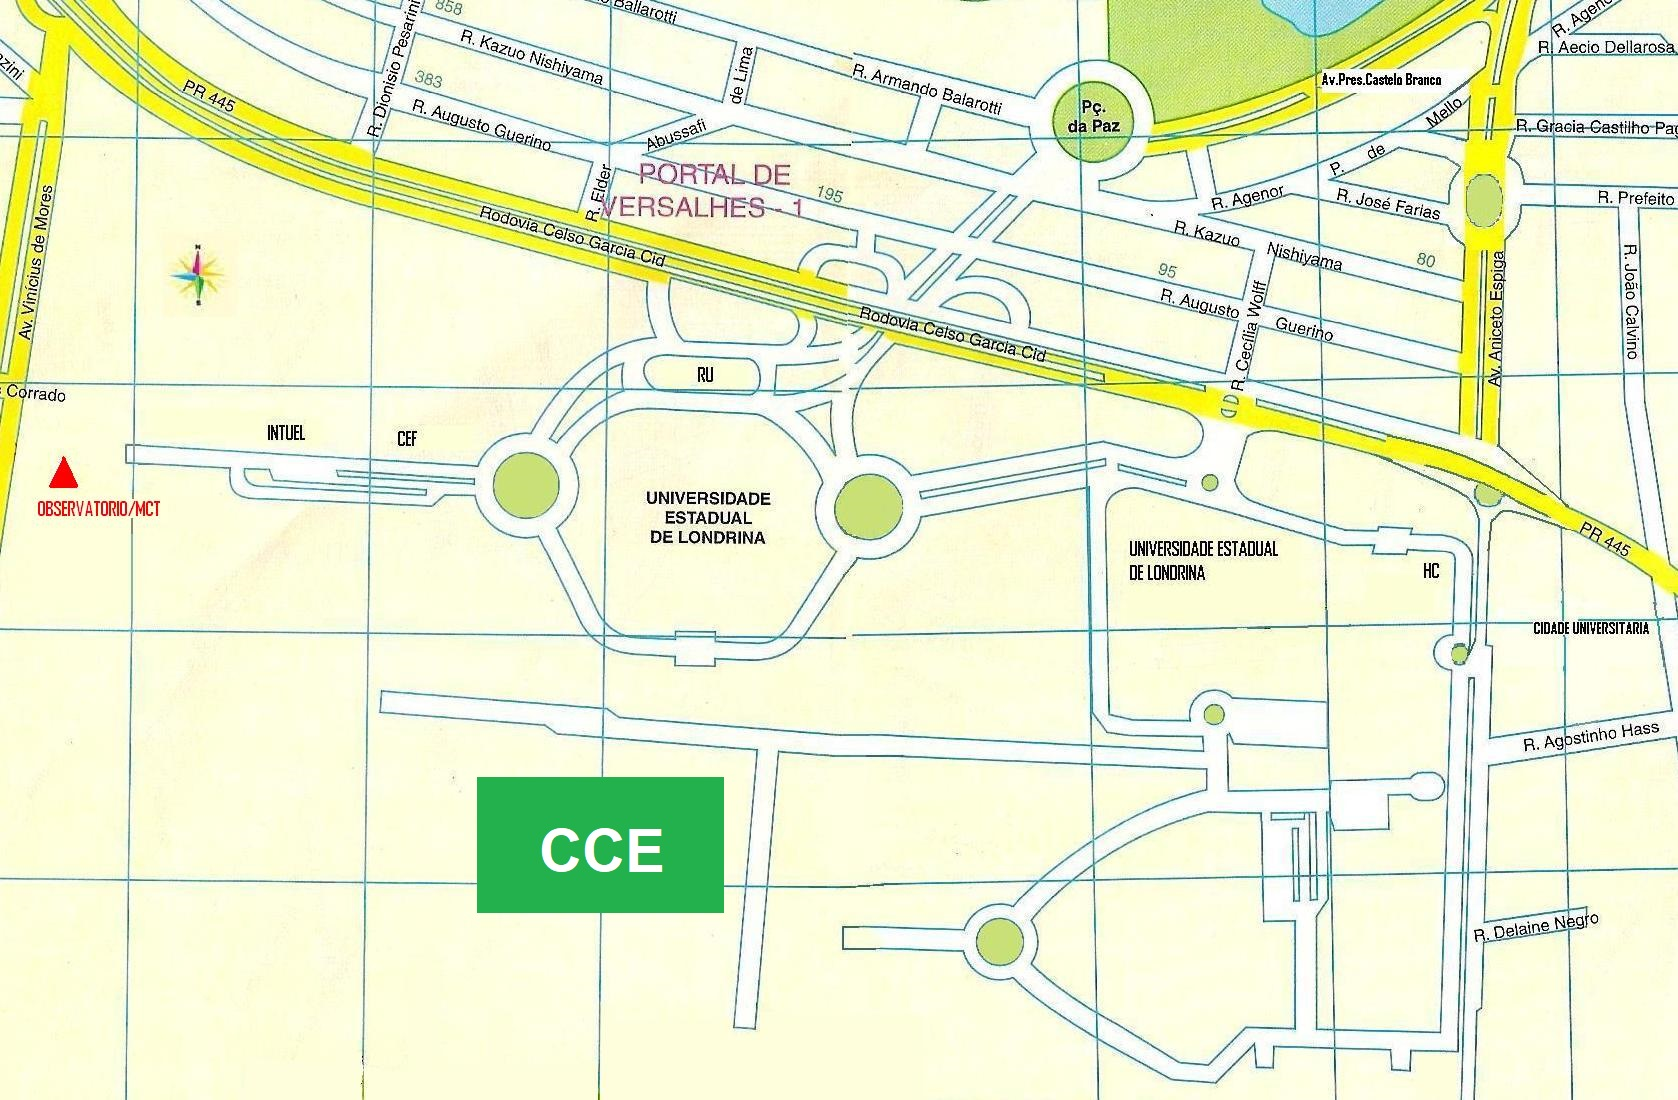 858
Ballarotti
R. Kazuo Nishiyama
R. Dionisio Pesarini
383
R. Augusto Guerino
PR 445
de Lima
Abussafi
R. Elder
R. Armando Balarotti
Pç.
da Paz
Av.Pres.Castelo Branco
R. Agenor
P. de Mello
R. Agenor
R. Aecio Dellarosa
R. Gracia Castilho
R. José Farias
R. Prefeito
R. João Calvino
PORTAL DE
VERSALHES - 1
195
Rodovia Celso Garcia Cid
Rodovia Celso Garcia Cid
R. Kazuo Nishiyama
80
95
R. Augusto Guerino
R. Cecília Wolff
Av. Aniceto Espiga
Av. Vinícius de Mores
N
S
Corrado
RU
INTUEL
CEF
OBSERVATORIO/MCT
UNIVERSIDADE
ESTADUAL
DE LONDRINA
UNIVERSIDADE ESTADUAL
DE LONDRINA
HC
PR 445
CIDADE UNIVERSITARIA
R. Agostinho Hass
CCE
R. Delaine Negro